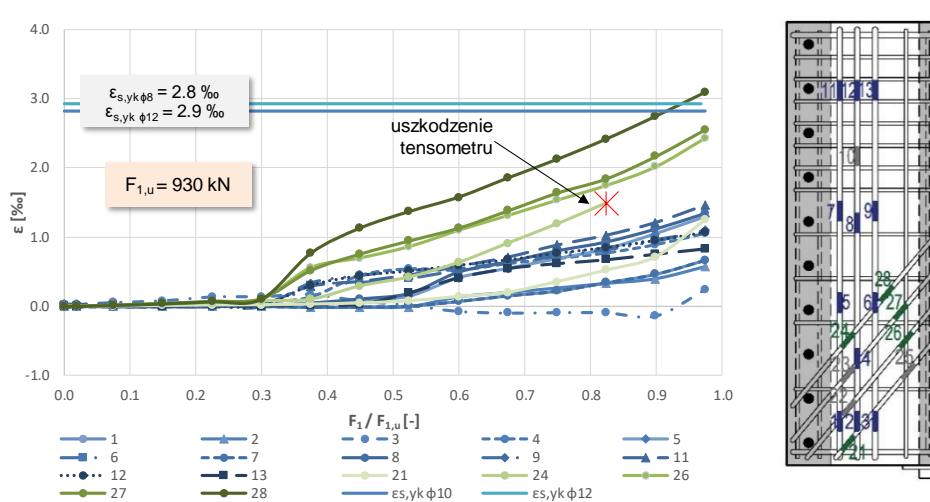 4.0
3.0
2.0
1.0
0.0
-1.0
ε [‰]
εs,ykϕ8 = 2.8 ‰
εs,yk ϕ12 = 2.9 ‰
F1,u = 930 kN
uszkodzenie
tensometru
0.0 0.1 0.2 0.3 0.4 0.5 0.6 0.7 0.8 0.9 1.0
F1 / F1,u [-]
1 2 3 4 5
6 7 8 9 11
12 13 21 24 26
27 28 εs,yk ϕ10 εs,yk ϕ12
11 12 13
10
7 9
8
28
5 6 27
24 26
4 25
23
22
1 2 3
21